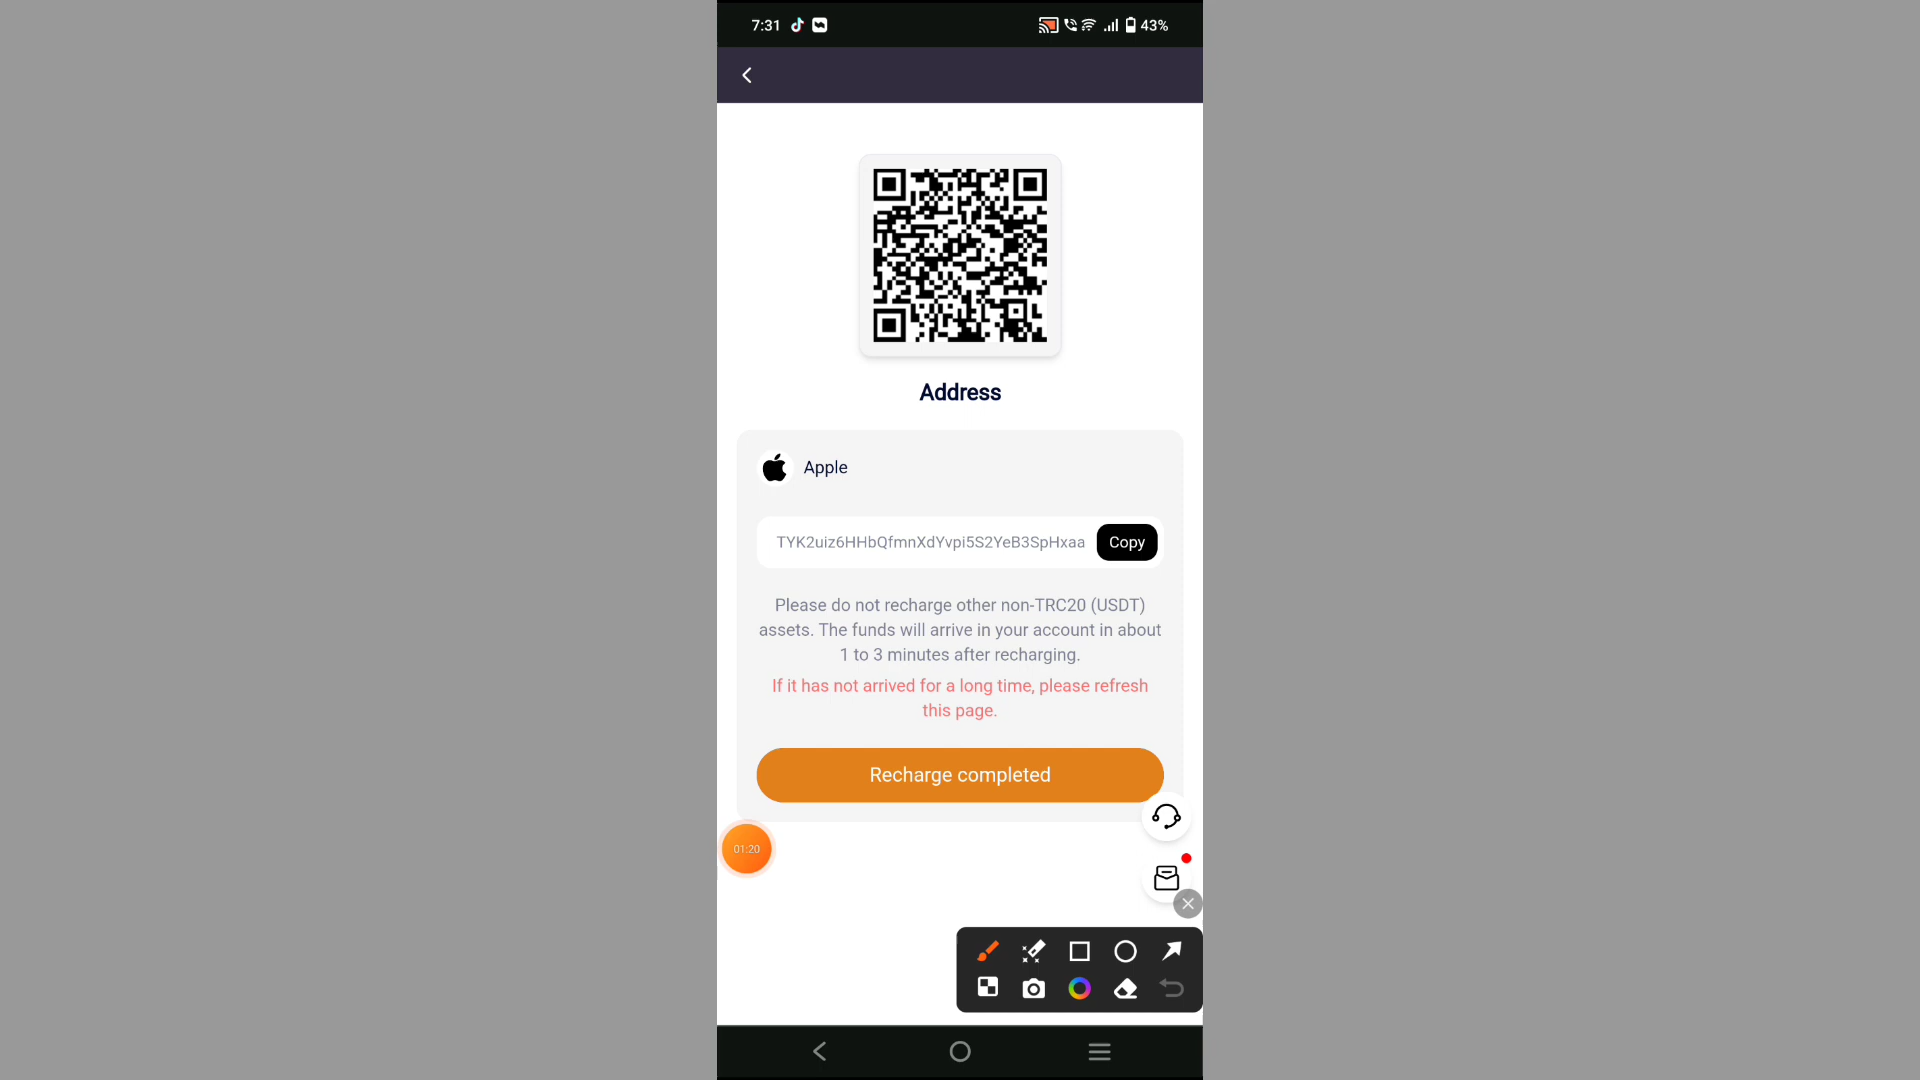 7:31
43%
Address
Apple
TYK2uiz6HHbQfmnXdYvpi5S2YeB3SpHxaa
Copy
Please do not recharge other non-TRC20 (USDT)
assets. The funds will arrive in your account in about
1 to 3 minutes after recharging.
If it has not arrived for a long time, please refresh
this page.
Recharge completed
01:20